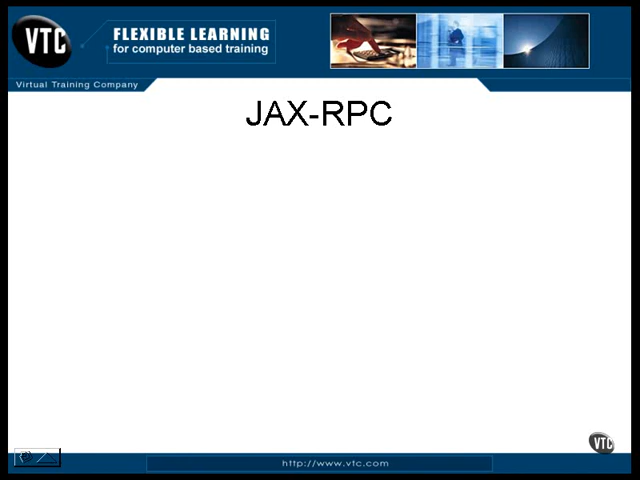 VTC
FLEXIBLE LEARNING
for computer based training
Virtual Training Company
JAX-RPC
VTC
http://www.vtc.com